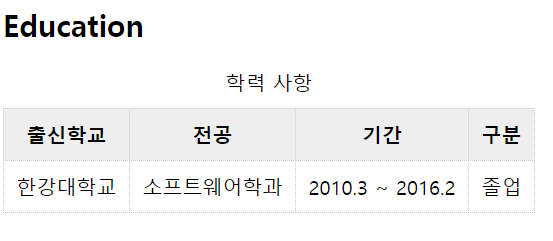 Education
학력 사항
출신학교 전공 기간 구분
한강대학교 소프트웨어학과 2010.3 ~ 2016.2 졸업